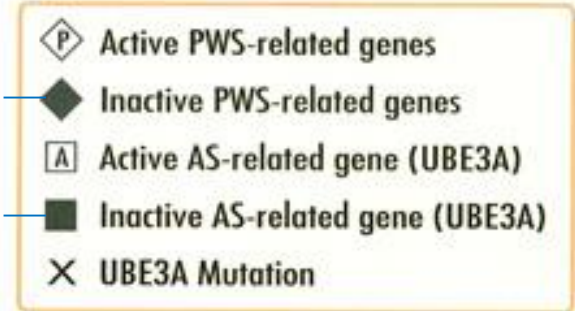 P Active PWS-related genes
Inactive PWS-related genes
A Active AS-related gene (UBE3A)
Inactive AS-related gene (UBE3A)
X UBE3A Mutation